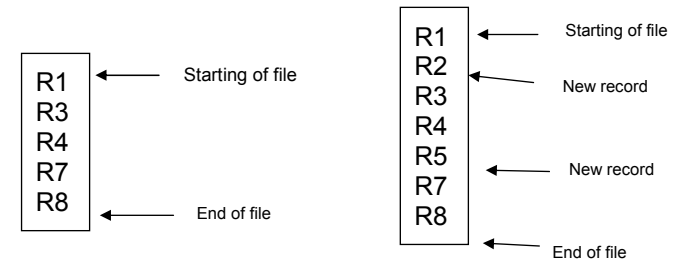 R1
R3
R4
R7
R8
Starting of file
End of file
R1
R2
R3
R4
R5
R7
R8
Starting of file
New record
New record
End of file